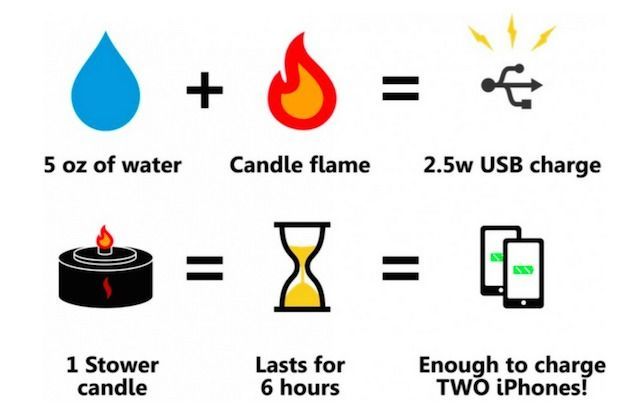 5 oz of water
Candle flame
2.5w USB charge
1 Stower
candle
Lasts for
6 hours
Enough to charge
TWO iPhones!